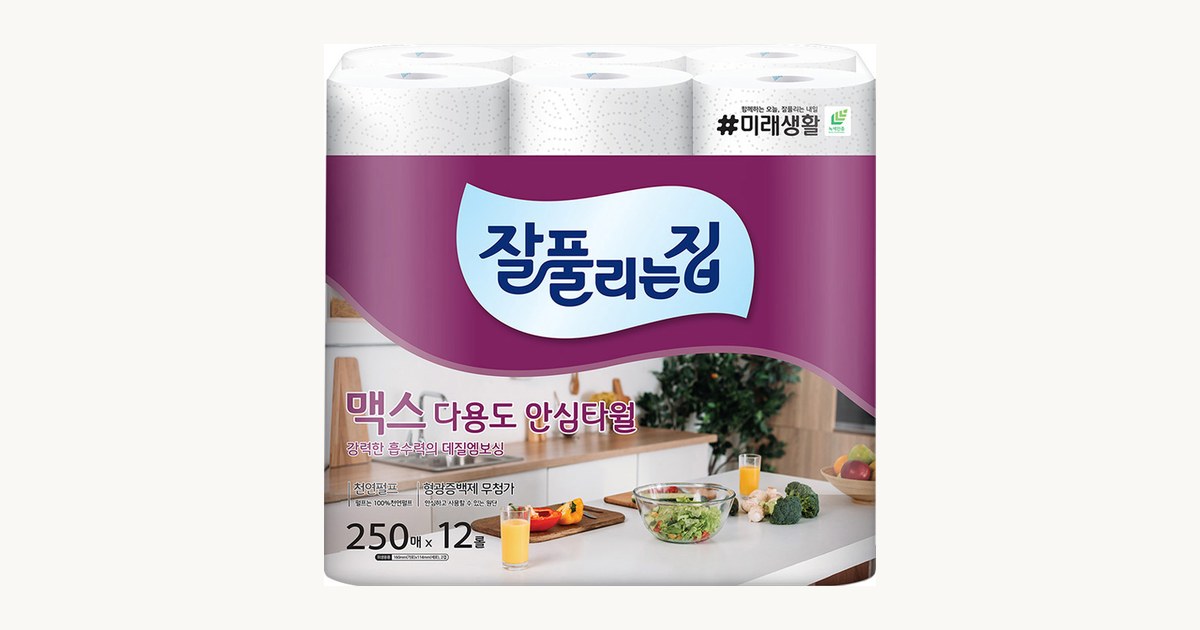 함께하는 오늘, 잘풀리는 내일
#미래생활
녹색인증
잘풀리는집
맥스 다용도 안심타월
강력한 흡수력의 데질엠보싱
천연펄프
펄프는 100%천연펄프
형광증백제 무첨가
안심하고 사용할 수 있는 원단
250매 x 12롤